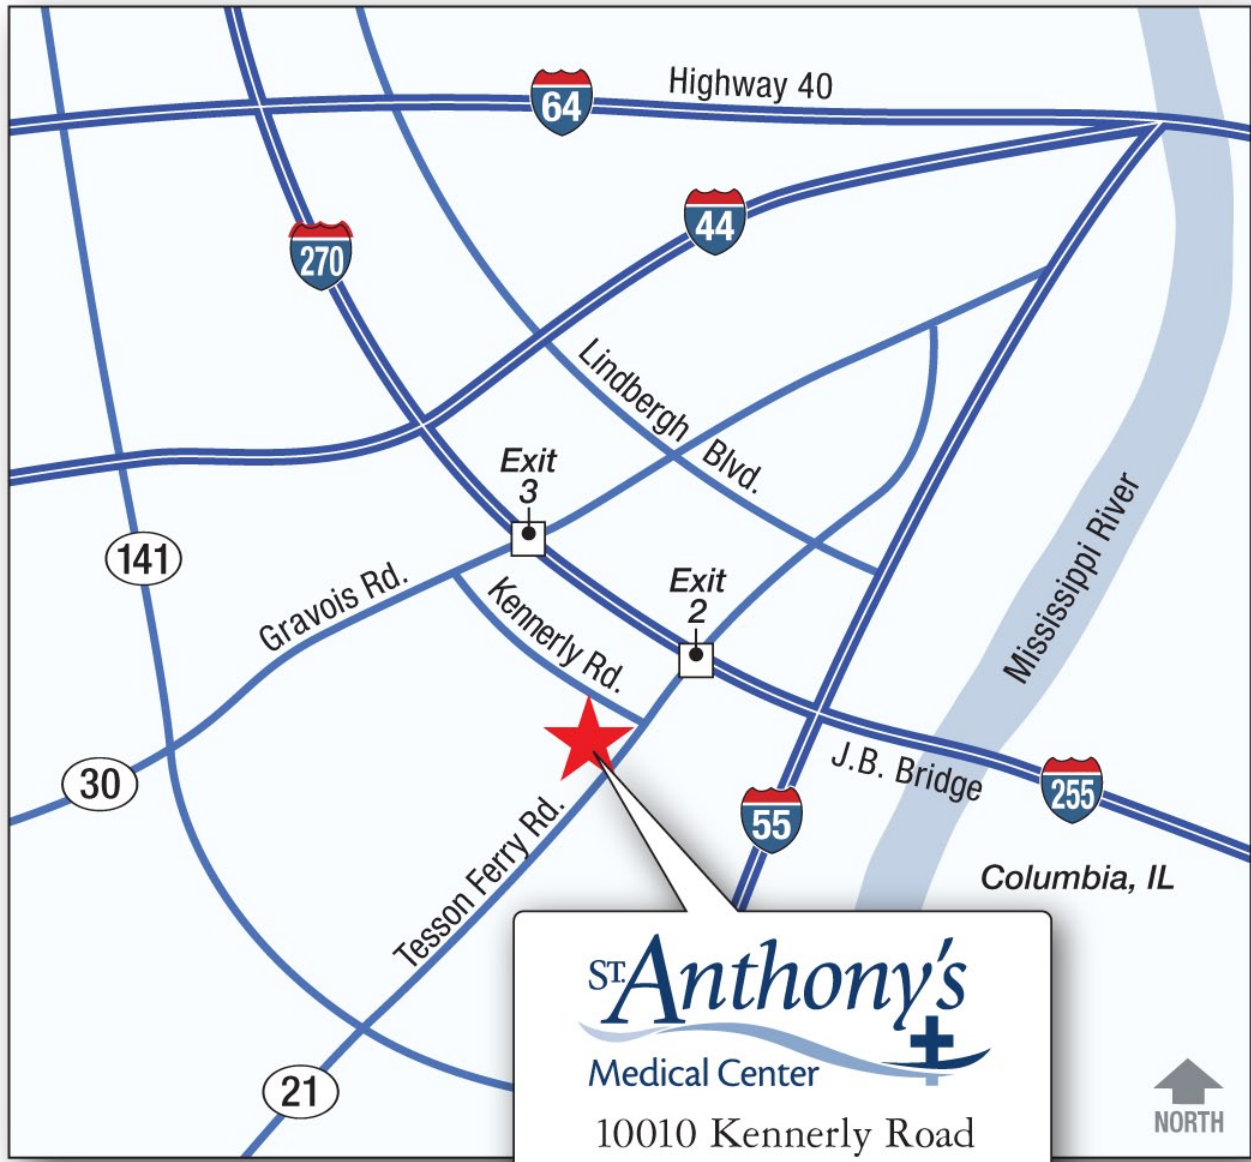 Highway 40
64
44
270
Lindbergh Blvd.
Exit
3
141
Gravois Rd.
Kennerly Rd.
Exit
2
Mississippi River
30
J.B. Bridge
255
55
Tesson Ferry Rd.
Columbia, IL
21
ST. Anthony's
Medical Center
10010 Kennerly Road
NORTH